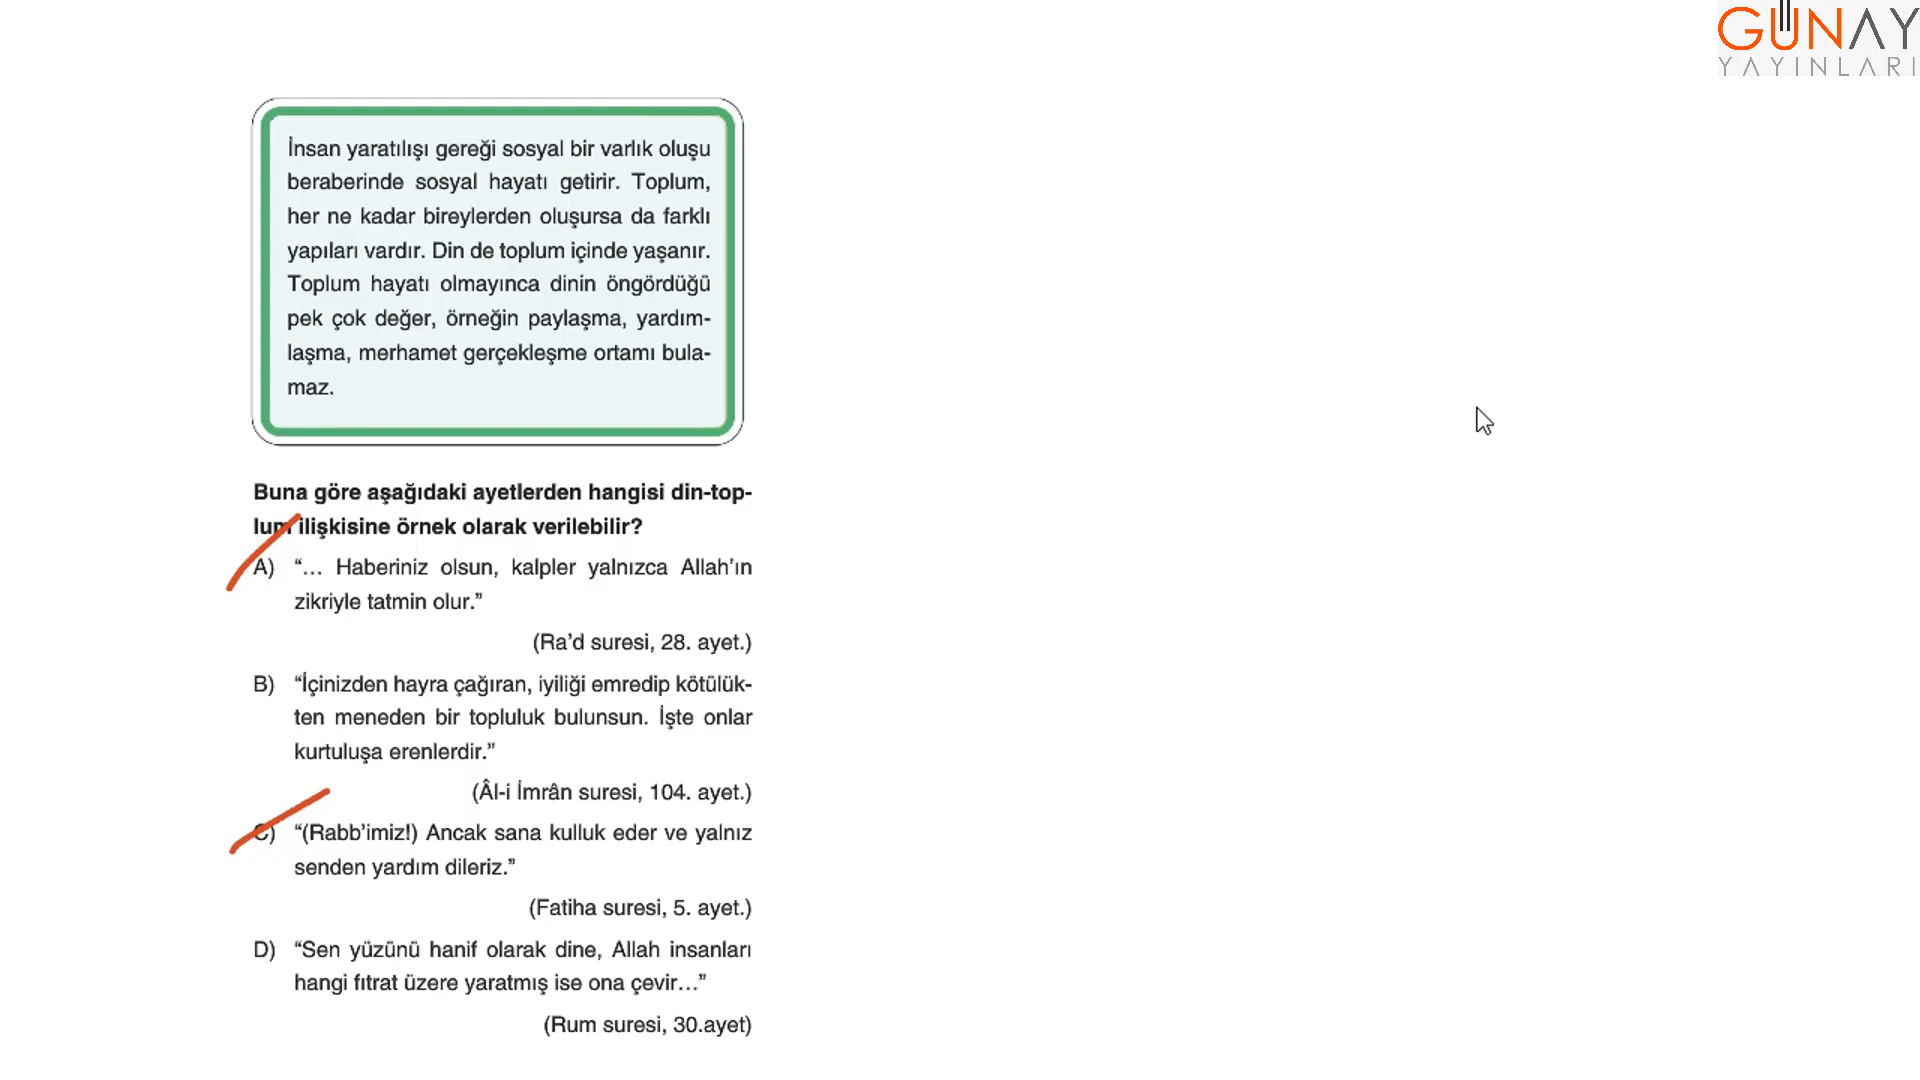 GÜNAY
YAYINLARI
İnsan yaratılışı gereği sosyal bir varlık oluşu
beraberinde sosyal hayatı getirir. Toplum,
her ne kadar bireylerden oluşursa da farklı
yapıları vardır. Din de toplum içinde yaşanır.
Toplum hayatı olmayınca dinin öngördüğü
pek çok değer, örneğin paylaşma, yardım-
laşma, merhamet gerçekleşme ortamı bula-
maz.
Buna göre aşağıdaki ayetlerden hangisi din-top-
lum ilişkisine örnek olarak verilebilir?
A) “... Haberiniz olsun, kalpler yalnızca Allah’ın
zikriyle tatmin olur.”
(Ra’d suresi, 28. ayet.)
B) “İçinizden hayra çağıran, iyiliği emredip kötülük-
ten meneden bir topluluk bulunsun. İşte onlar
kurtuluşa erenlerdir.”
(Âl-i İmrân suresi, 104. ayet.)
C) “(Rabb’imiz!) Ancak sana kulluk eder ve yalnız
senden yardım dileriz.”
(Fatiha suresi, 5. ayet.)
D) “Sen yüzünü hanif olarak dine, Allah insanları
hangi fıtrat üzere yaratmış ise ona çevir...”
(Rum suresi, 30.ayet)